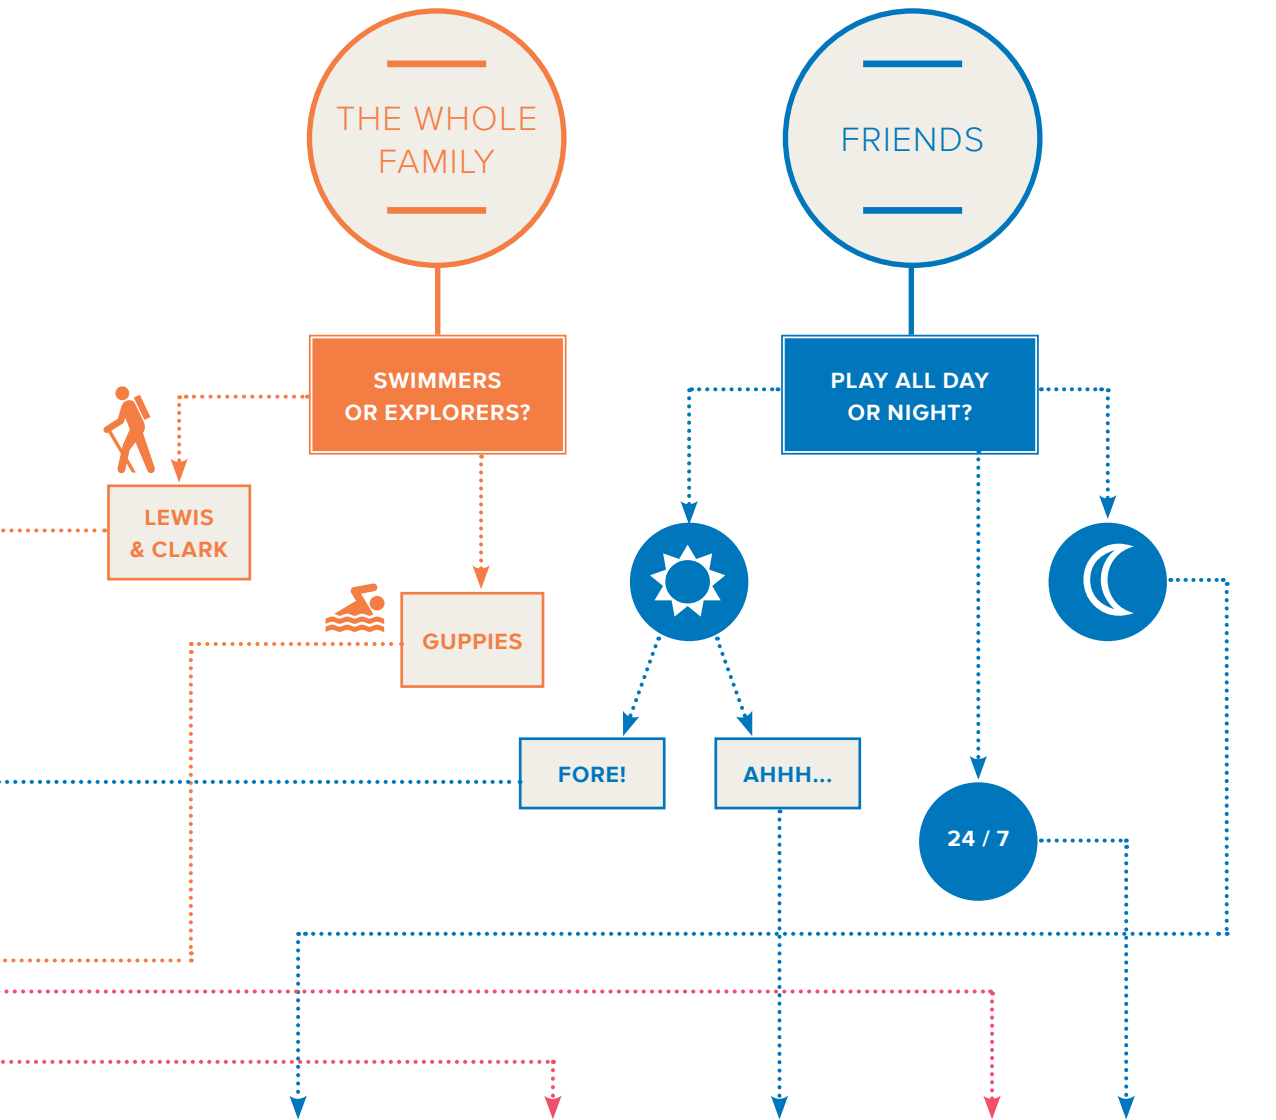 THE WHOLE
FAMILY
FRIENDS
SWIMMERS
OR EXPLORERS?
PLAY ALL DAY
OR NIGHT?
LEWIS
& CLARK
GUPPIES
FORE!
AHHH...
24 / 7